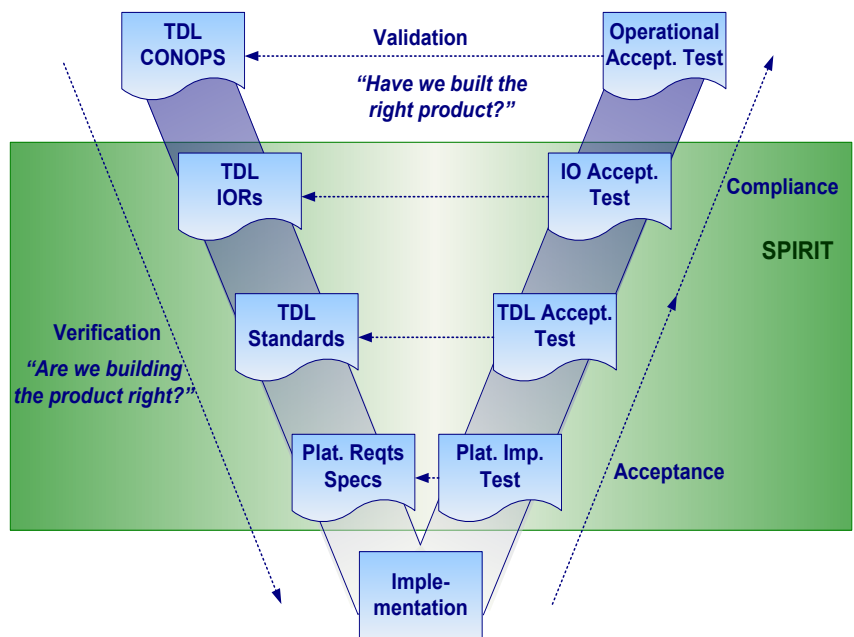 TDL
CONOPS
Validation
Operational
Accept. Test
“Have we built the
right product?”
TDL
IORs
IO Accept.
Test
Compliance
SPIRIT
TDL
Standards
TDL Accept.
Test
Verification
“Are we building
the product right?”
Plat. Reqts
Specs
Plat. Imp.
Test
Acceptance
Imple-
mentation